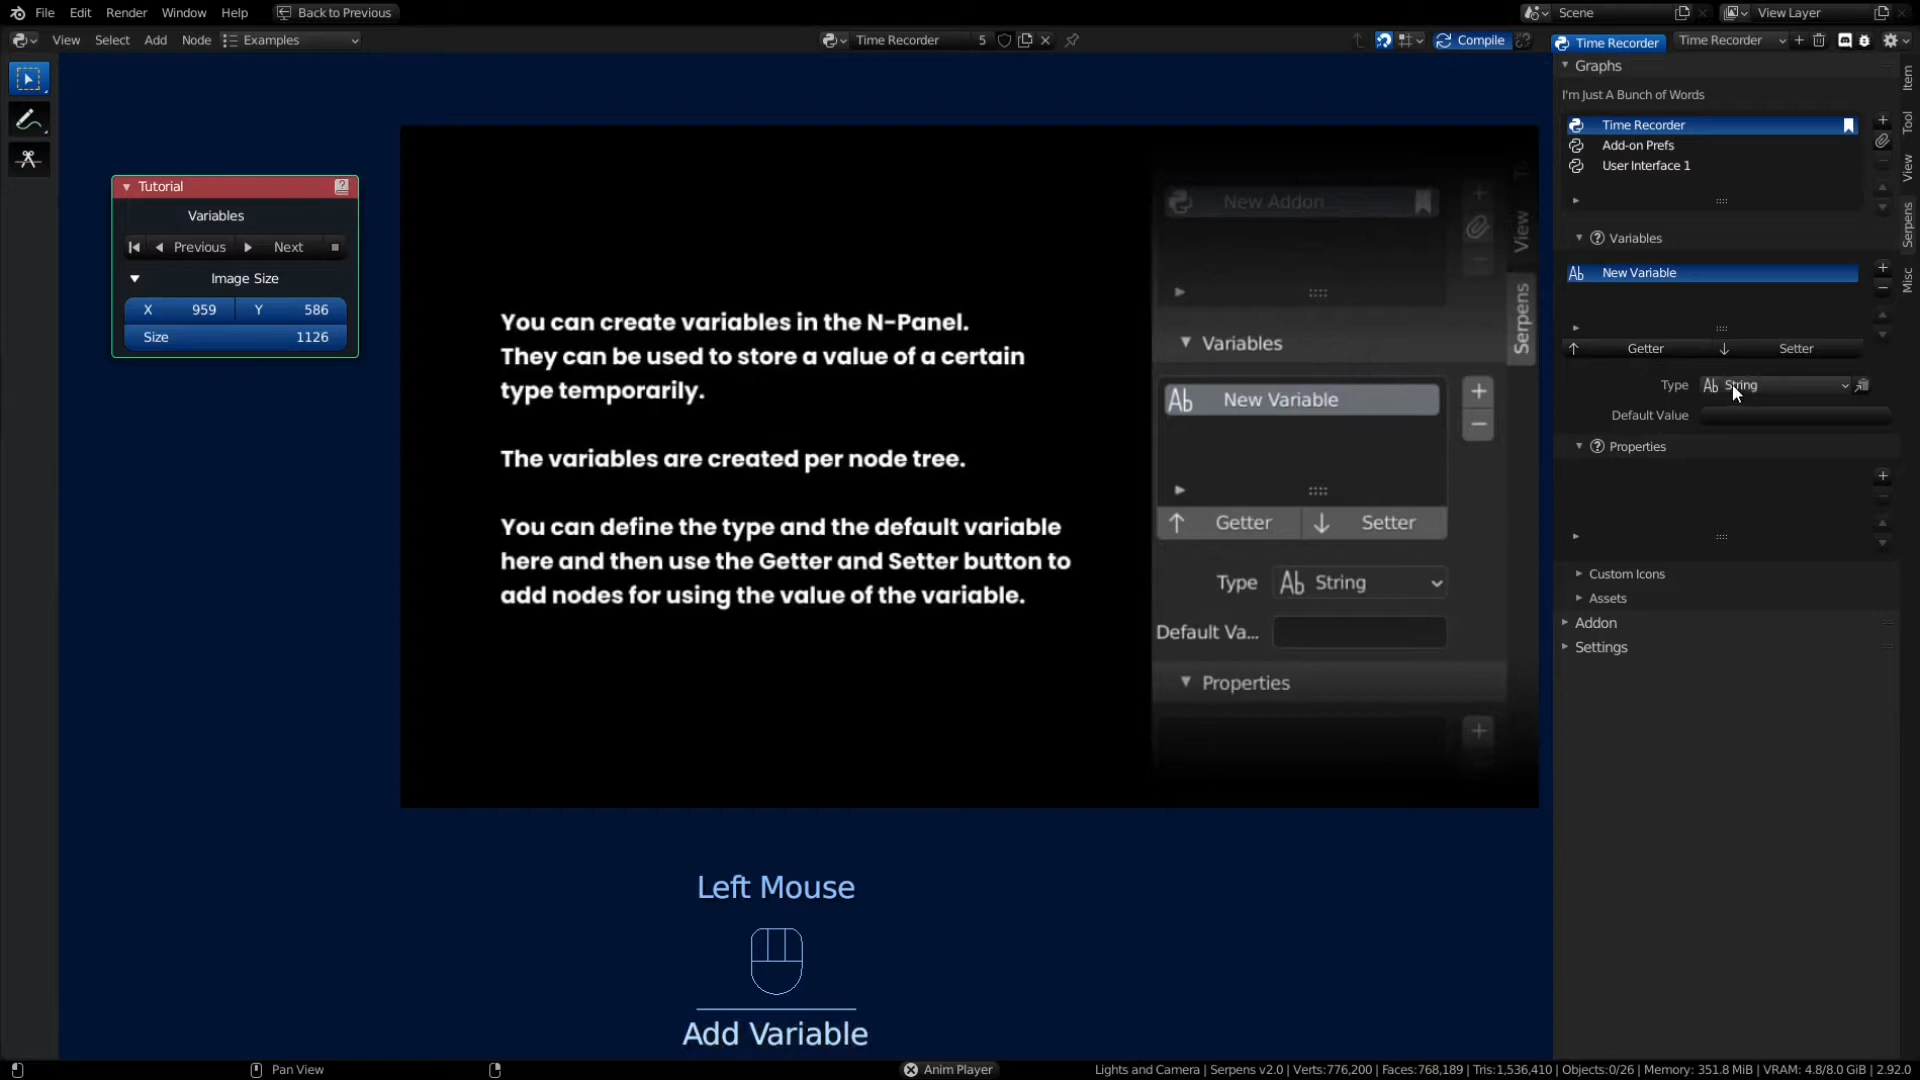 File Edit Render Window Help Back to Previous Scene View Layer
View Select Add Node Examples Time Recorder 5 Compile Time Recorder Time Recorder
Graphs
I'm Just A Bunch of Words
Time Recorder
Add-on Prefs
User Interface 1
Variables
New Variable
Getter Setter
Type Ab String
Default Value
Properties
Custom Icons
Assets
Addon
Settings
Item
Tool
View
Serpens
Misc
Tutorial
Variables
Previous Next
Image Size
X 959 Y 586
Size 1126
You can create variables in the N-Panel.
They can be used to store a value of a certain
type temporarily.
The variables are created per node tree.
You can define the type and the default variable
here and then use the Getter and Setter button to
add nodes for using the value of the variable.
New Addon
View
Serpens
Variables
Ab New Variable
Getter Setter
Type Ab String
Default Va...
Properties
Left Mouse
Add Variable
Pan View Anim Player Lights and Camera | Serpens v2.0 | Verts:776,200 | Faces:768,189 | Tris:1,536,410 | Objects:0/26 | Memory: 351.8 MiB | VRAM: 4.8/8.0 GiB | 2.92.0